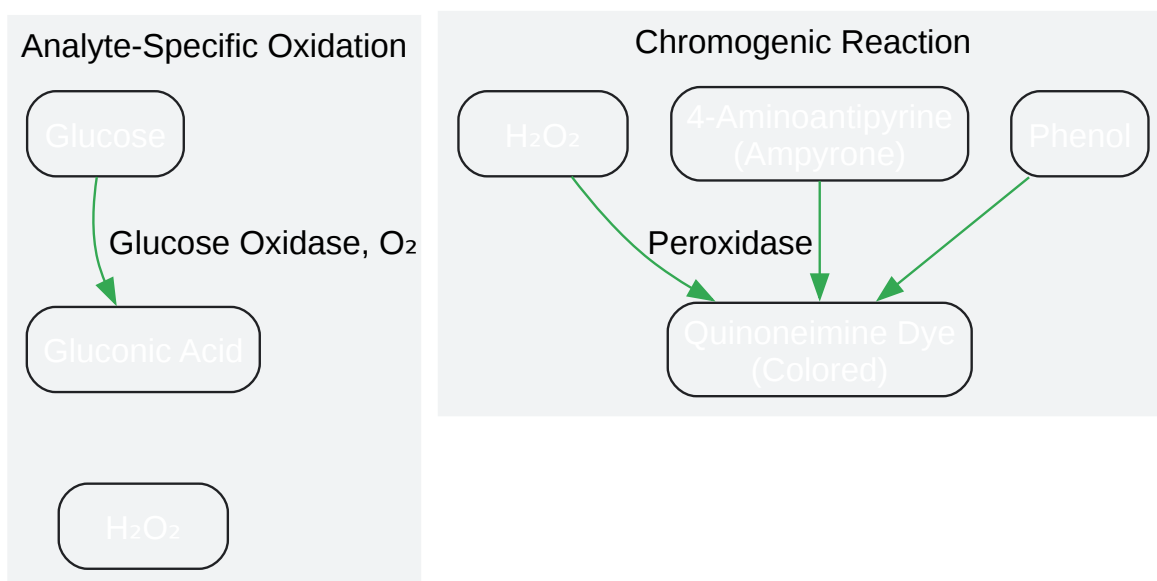 Analyte-Specific Oxidation
Glucose
Glucose Oxidase, O₂
Gluconic Acid
H₂O₂
Chromogenic Reaction
H₂O₂
4-Aminoantipyrine
(Ampyrone)
Phenol
Peroxidase
Quinoneimine Dye
(Colored)